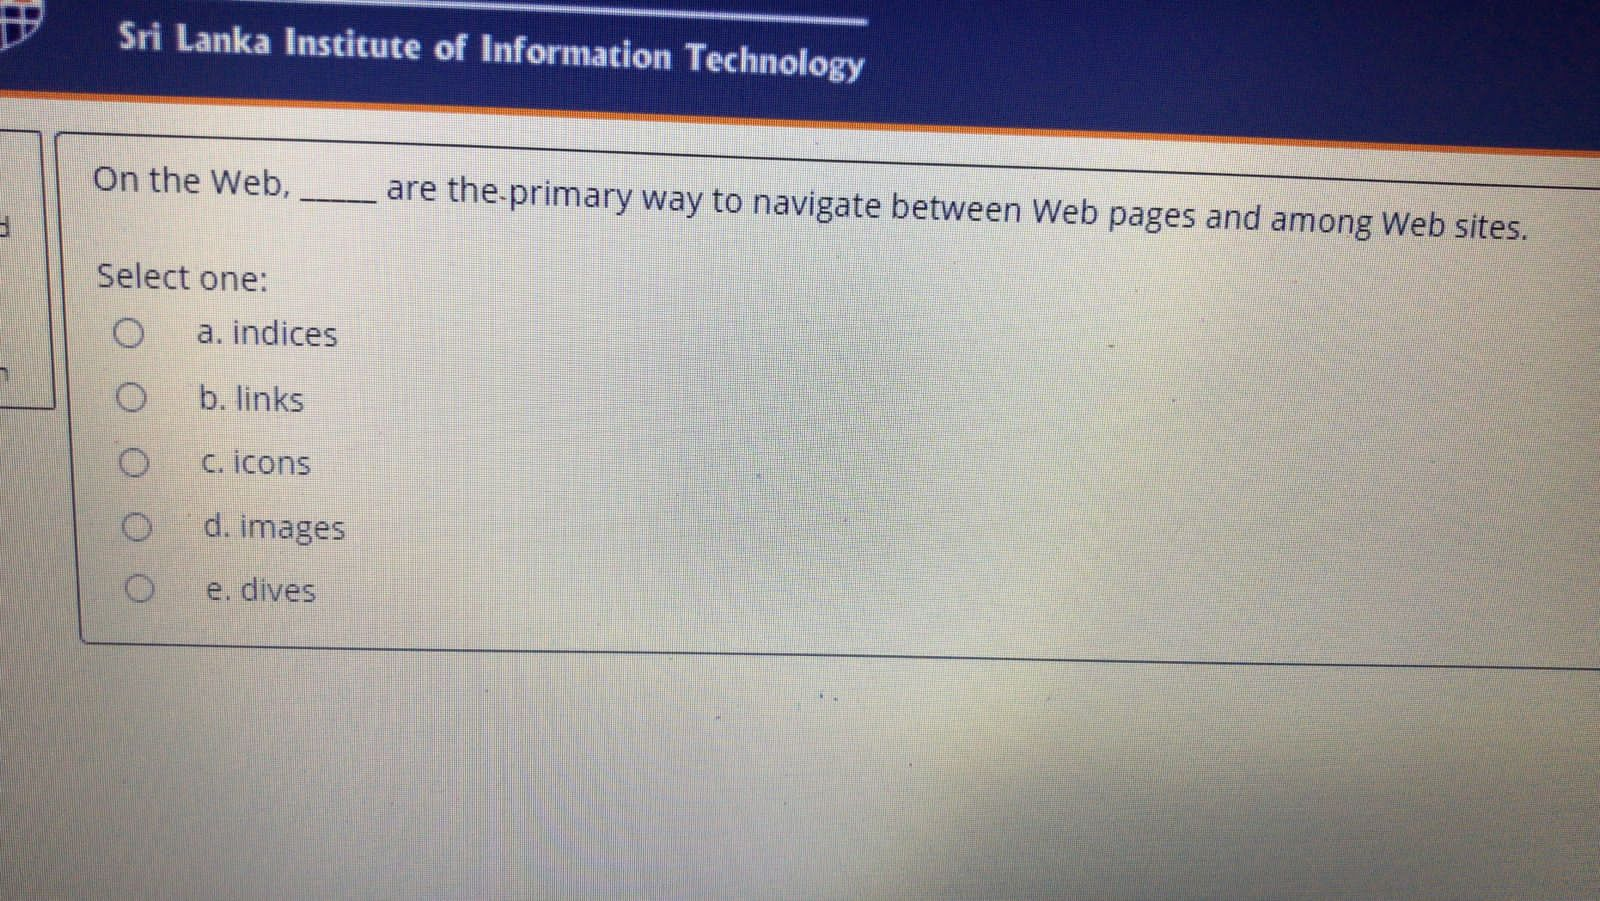 Sri Lanka Institute of Information Technology
On the Web, _____ are the primary way to navigate between Web pages and among Web sites.
Select one:
a. indices
b. links
c. icons
d. images
e. dives